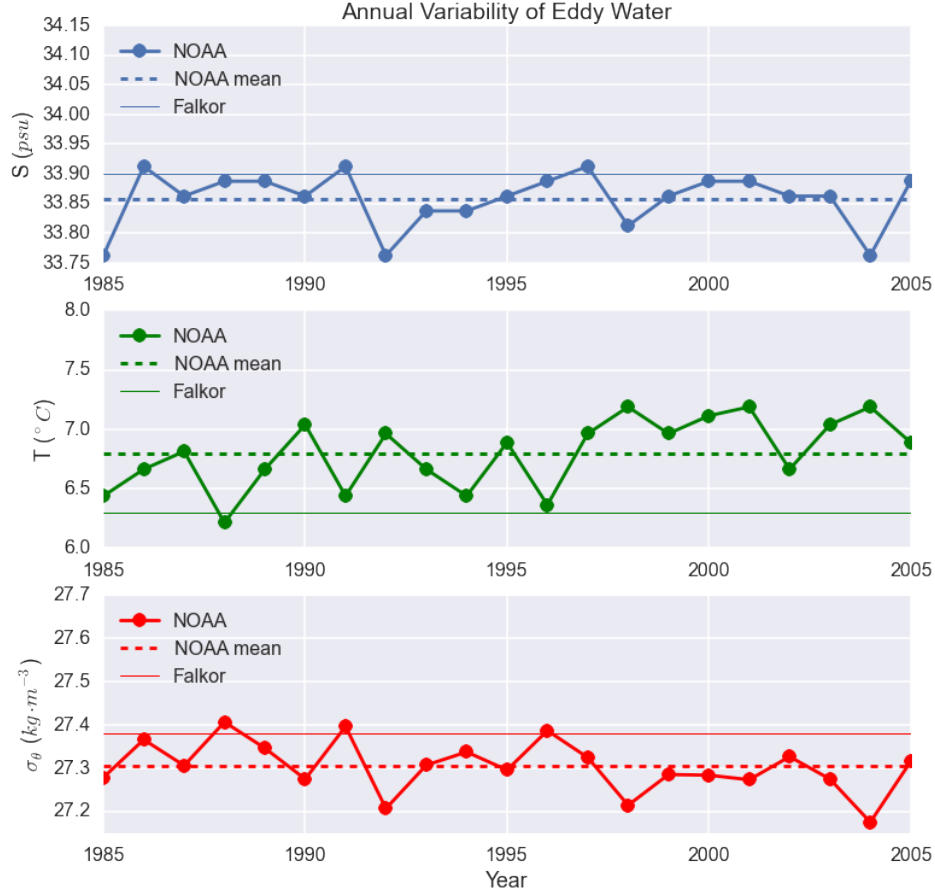 Annual Variability of Eddy Water
34.15
34.10
34.05
34.00
33.95
33.90
33.85
33.80
33.75
S (psu)
NOAA
NOAA mean
Falkor
1985 1990 1995 2000 2005
8.0
7.5
7.0
6.5
6.0
T (°C)
NOAA
NOAA mean
Falkor
1985 1990 1995 2000 2005
27.7
27.6
27.5
27.4
27.3
27.2
σθ (kg·m⁻³)
NOAA
NOAA mean
Falkor
1985 1990 1995 2000 2005
Year